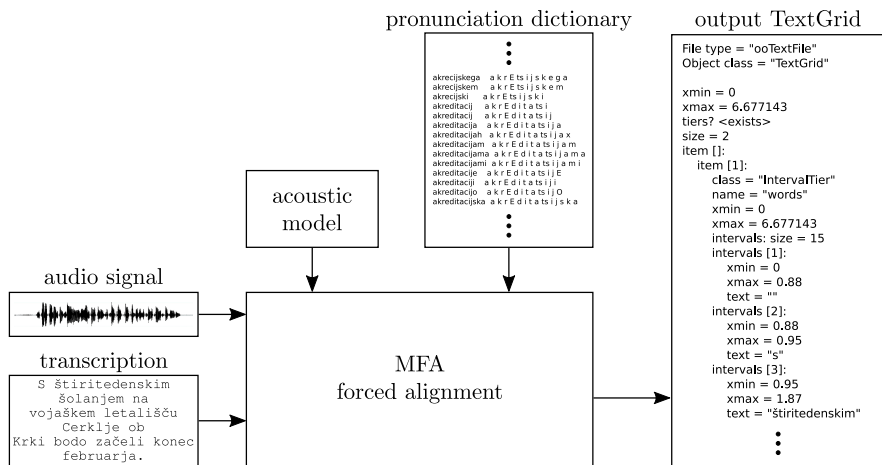 pronunciation dictionary
akrecijskega a k r E ts i j s k e g a
akrecijskem a k r E ts i j s k e m
akrecijski a k r E ts i j s k i
akreditacij a k r E d i t a ts i
akreditacij a k r E d i t a ts i j
akreditacija a k r E d i t a ts i j a
akreditacijah a k r E d i t a ts i j a x
akreditacijam a k r E d i t a ts i j a m
akreditacijama a k r E d i t a ts i j a m a
akreditacijami a k r E d i t a ts i j a m i
akreditacije a k r E d i t a ts i j E
akreditaciji a k r E d i t a ts i j i
akreditacijo a k r E d i t a ts i j O
akreditacijska a k r E d i t a ts i j s k a
acoustic
model
audio signal
transcription
S štiritedenskim
šolanjem na
vojaškem letališču
Cerklje ob
Krki bodo začeli konec
februarja.
MFA
forced alignment
output TextGrid
File type = "ooTextFile"
Object class = "TextGrid"
xmin = 0
xmax = 6.677143
tiers? <exists>
size = 2
item []:
item [1]:
class = "IntervalTier"
name = "words"
xmin = 0
xmax = 6.677143
intervals: size = 15
intervals [1]:
xmin = 0
xmax = 0.88
text = ""
intervals [2]:
xmin = 0.88
xmax = 0.95
text = "s"
intervals [3]:
xmin = 0.95
xmax = 1.87
text = "štiritedenskim"